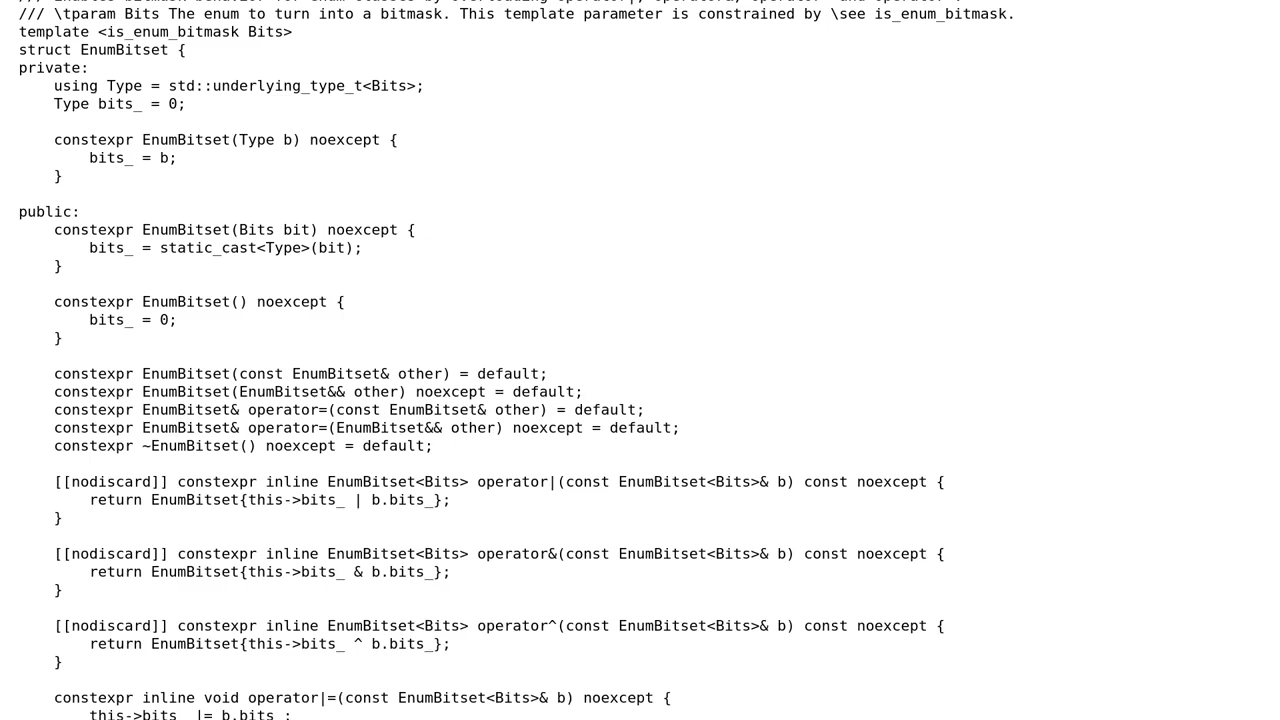 /// \tparam Bits The enum to turn into a bitmask. This template parameter is constrained by \see is_enum_bitmask.
template <is_enum_bitmask Bits>
struct EnumBitset {
private:
    using Type = std::underlying_type_t<Bits>;
    Type bits_ = 0;

    constexpr EnumBitset(Type b) noexcept {
        bits_ = b;
    }

public:
    constexpr EnumBitset(Bits bit) noexcept {
        bits_ = static_cast<Type>(bit);
    }

    constexpr EnumBitset() noexcept {
        bits_ = 0;
    }

    constexpr EnumBitset(const EnumBitset& other) = default;
    constexpr EnumBitset(EnumBitset&& other) noexcept = default;
    constexpr EnumBitset& operator=(const EnumBitset& other) = default;
    constexpr EnumBitset& operator=(EnumBitset&& other) noexcept = default;
    constexpr ~EnumBitset() noexcept = default;

    [[nodiscard]] constexpr inline EnumBitset<Bits> operator|(const EnumBitset<Bits>& b) const noexcept {
        return EnumBitset{this->bits_ | b.bits_};
    }

    [[nodiscard]] constexpr inline EnumBitset<Bits> operator&(const EnumBitset<Bits>& b) const noexcept {
        return EnumBitset{this->bits_ & b.bits_};
    }

    [[nodiscard]] constexpr inline EnumBitset<Bits> operator^(const EnumBitset<Bits>& b) const noexcept {
        return EnumBitset{this->bits_ ^ b.bits_};
    }

    constexpr inline void operator|=(const EnumBitset<Bits>& b) noexcept {
        this->bits_ |= b.bits_;